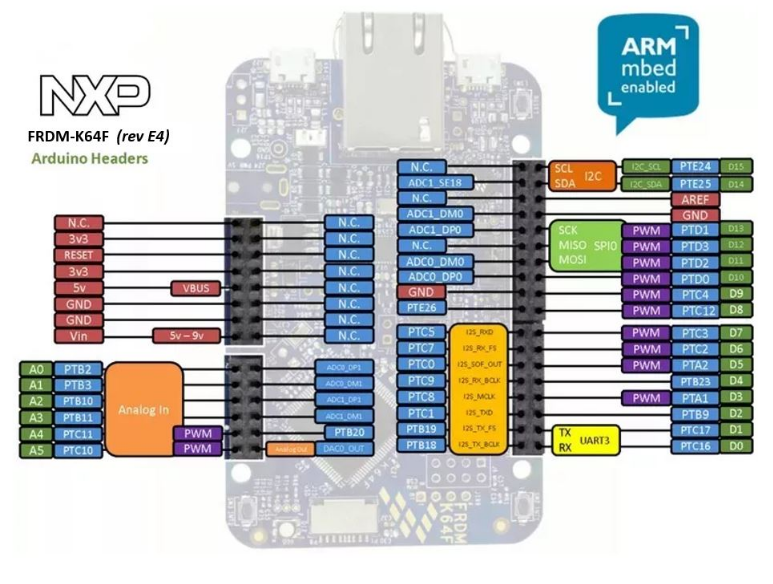 ARM
mbed
enabled
NXP
FRDM-K64F (rev E4)
Arduino Headers
N.C.
3v3
RESET
3v3
5v VBUS
GND
GND
Vin 5v – 9v
N.C.
N.C.
N.C.
N.C.
N.C.
N.C.
N.C.
N.C.
A0 PTB2
A1 PTB3
A2 PTB10
A3 PTB11
A4 PTC11 PWM
A5 PTC10 PWM
Analog In
ADC0_DP1
ADC0_DM1
ADC1_DP1
ADC1_DM1
PTB20
Analog Out DAC0_OUT
N.C.
ADC1_SE18
N.C.
ADC1_DM0
ADC1_DP0
N.C.
ADC0_DM0
ADC0_DP0
GND
PTE26
SCL
SDA
I2C
I2C_SCL PTE24 D15
I2C_SDA PTE25 D14
AREF
GND
SCK
MISO SPI0
MOSI
PWM PTD1 D13
PWM PTD3 D12
PWM PTD2 D11
PWM PTD0 D10
PWM PTC4 D9
PWM PTC12 D8
PTC5 I2S_RXD
PTC7 I2S_RX_FS
PTC0 I2S_SOF_OUT
PTC9 I2S_RX_BCLK
PTC8 I2S_MCLK
PTC1 I2S_TXD
PTB19 I2S_TX_FS
PTB18 I2S_TX_BCLK
PWM PTC3 D7
PWM PTC2 D6
PWM PTA2 D5
PTB23 D4
PWM PTA1 D3
PTB9 D2
PTC17 D1
PTC16 D0
TX
RX
UART3
FRDM
K64F